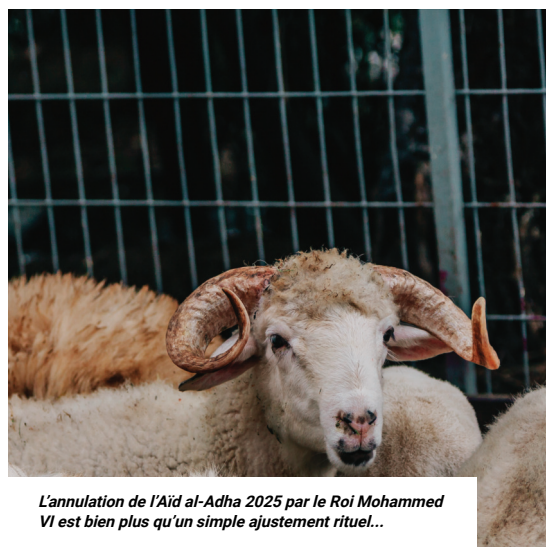 L'annulation de l'Aïd al-Adha 2025 par le Roi Mohammed
VI est bien plus qu'un simple ajustement rituel...